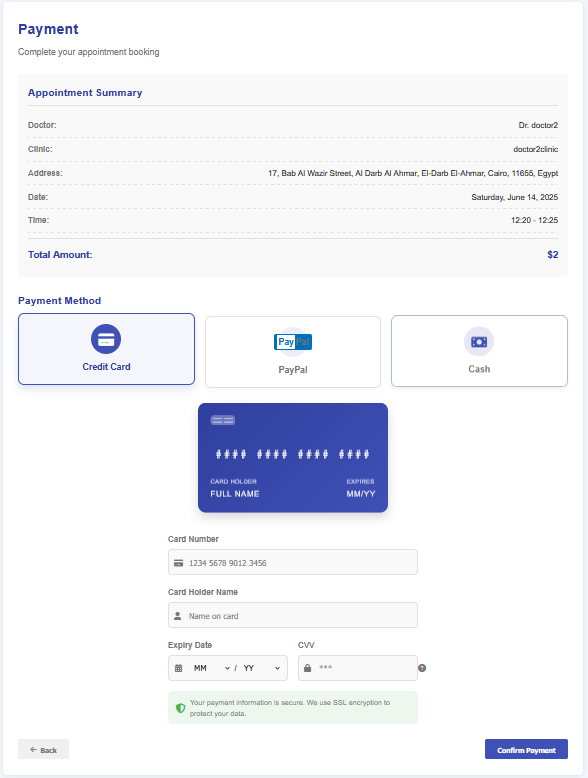 Payment
Complete your appointment booking
Appointment Summary
Doctor: Dr. doctor2
Clinic: doctor2clinic
Address: 17, Bab Al Wazir Street, Al Darb Al Ahmar, El-Darb El-Ahmar, Cairo, 11655, Egypt
Date: Saturday, June 14, 2025
Time: 12:20 - 12:25
Total Amount: $2
Payment Method
Credit Card
PayPal
PayPal
Cash
#### #### #### ####
CARD HOLDER EXPIRES
FULL NAME MM/YY
Card Number
1234 5678 9012 3456
Card Holder Name
Name on card
Expiry Date CVV
MM / YY ***
Your payment information is secure. We use SSL encryption to
protect your data.
← Back Confirm Payment